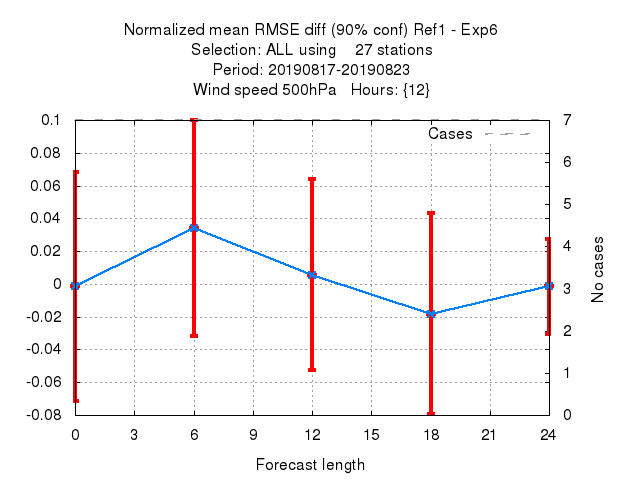 Normalized mean RMSE diff (90% conf) Ref1 - Exp6
Selection: ALL using    27 stations
Period: 20190817-20190823
Wind speed 500hPa   Hours: {12}
Cases
0.1
0.08
0.06
0.04
0.02
0
-0.02
-0.04
-0.06
-0.08
7
6
5
4
3
2
1
0
No cases
0 3 6 9 12 15 18 21 24
Forecast length